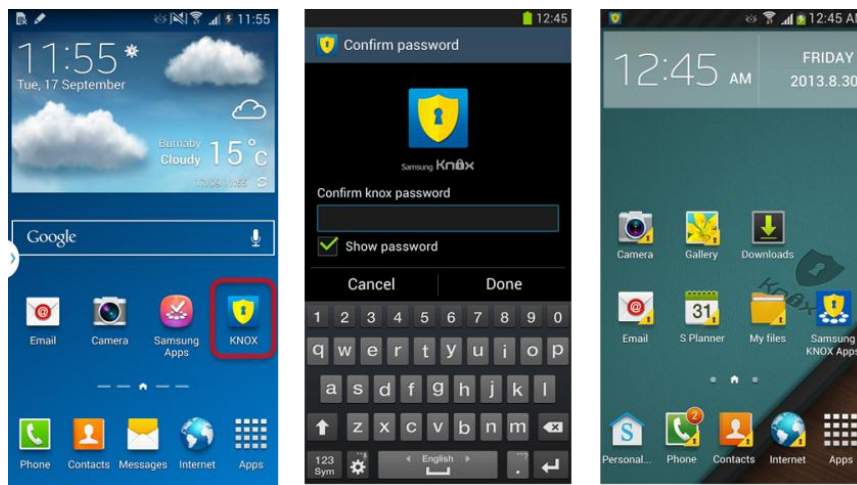 11:55
11:55
Tue, 17 September
Burnaby
Cloudy 15°C
Google
Email
Camera
Samsung Apps
KNOX
Phone
Contacts
Messages
Internet
Apps
12:45
Confirm password
Samsung KNOX
Confirm knox password
Show password
Cancel
Done
1 2 3 4 5 6 7 8 9 0
q w e r t y u i o p
a s d f g h j k l
z x c v b n m
123 Sym
English
.
12:45 AM
12:45 AM
FRIDAY
2013.8.30
Camera
Gallery
Downloads
KNOX
@
Email
31
S Planner
My files
Samsung KNOX Apps
S
Personal...
2
Phone
Contacts
Internet
Apps